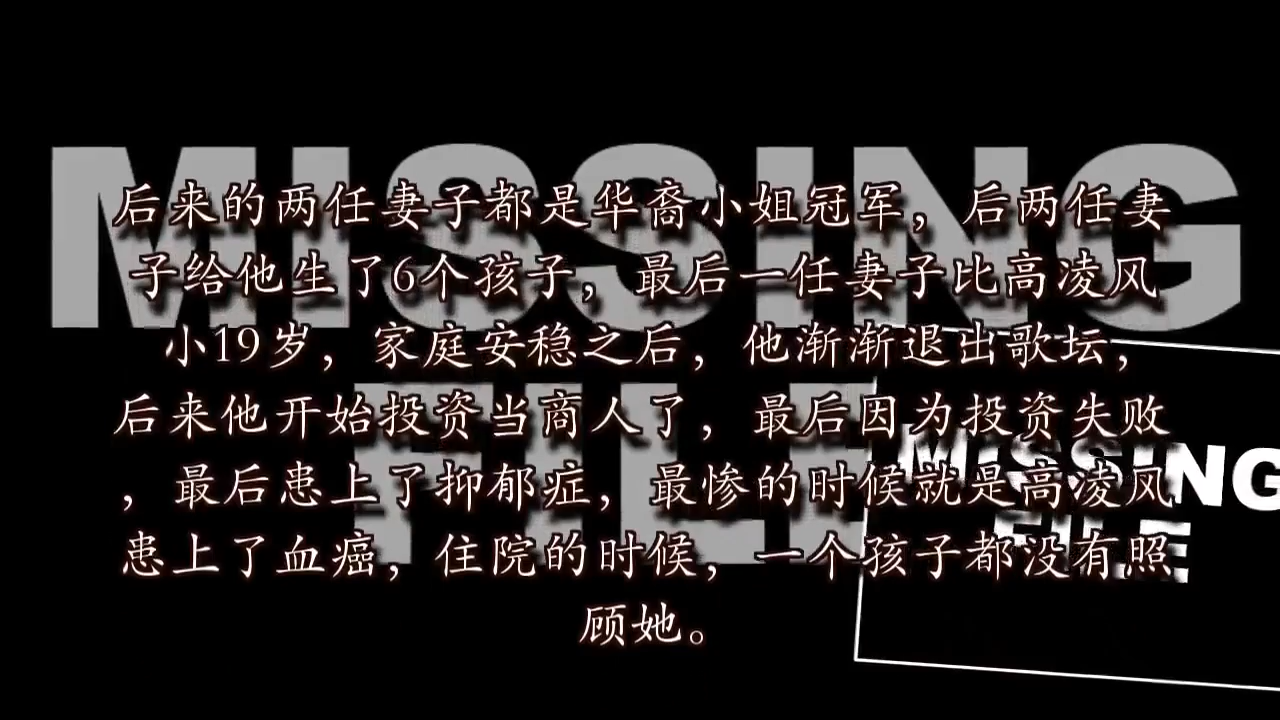 MISSING
FILE
后来的两任妻子都是华裔小姐冠军，后两任妻
子给他生了6个孩子，最后一任妻子比高凌风
小19岁，家庭安稳之后，他渐渐退出歌坛，
后来他开始投资当商人了，最后因为投资失败
，最后患上了抑郁症，最惨的时候就是高凌风
患上了血癌，住院的时候，一个孩子都没有照
顾她。
MISSING
FILE